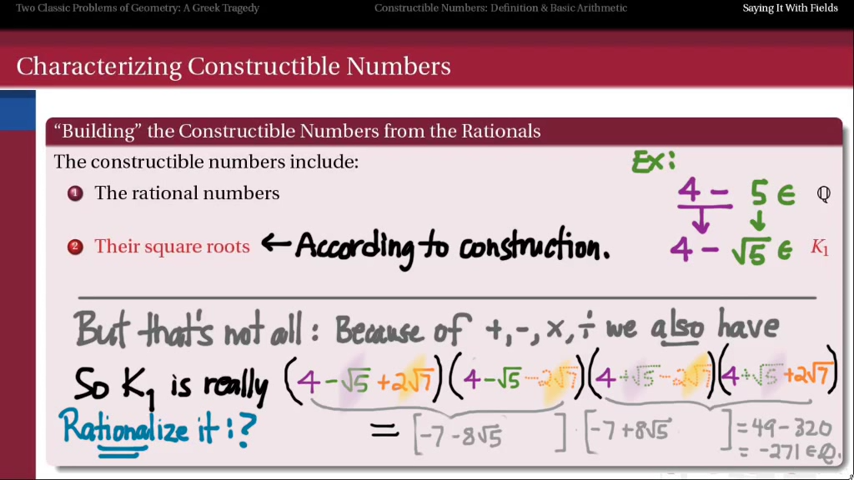 Two Classic Problems of Geometry: A Greek Tragedy Constructible Numbers: Definition & Basic Arithmetic Saying It With Fields
Characterizing Constructible Numbers
"Building" the Constructible Numbers from the Rationals
The constructible numbers include:
Ex:
1 The rational numbers
4 - 5 ∈ ℚ
2 Their square roots ← According to construction.
4 - √5 ∈ K₁
But that's not all: Because of +, -, ×, ÷ we also have
So K₁ is really (4 - √5 + 2√7)(4 - √5 - 2√7)(4 + √5 - 2√7)(4 + √5 + 2√7)
Rationalize it:?
= [-7 - 8√5 ] · [-7 + 8√5 ] = 49 - 320
= -271 ∈ ℚ.